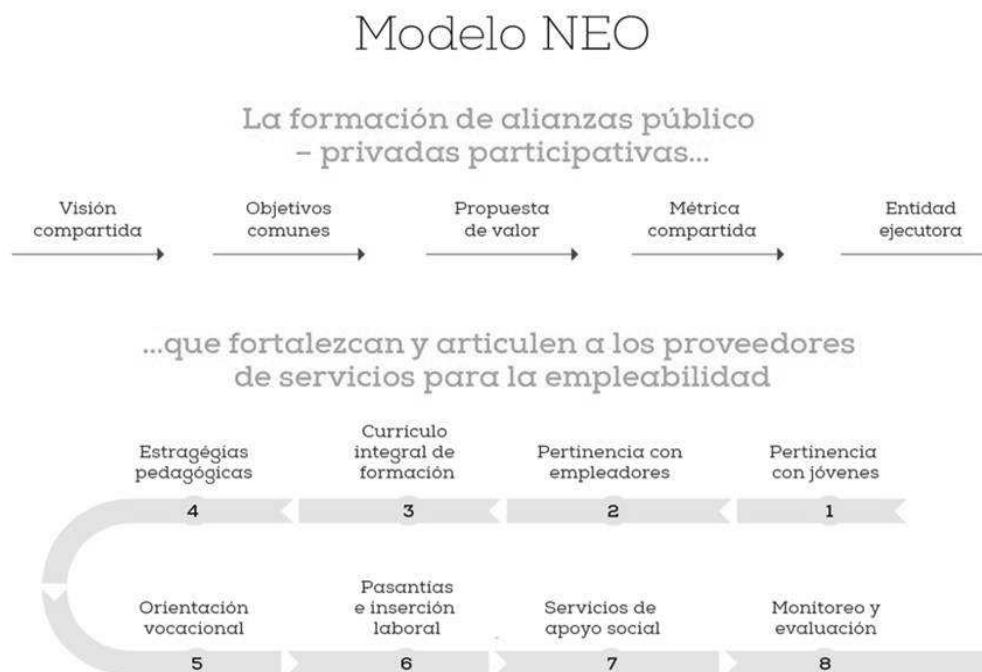 Modelo NEO
La formación de alianzas público
– privadas participativas...
Visión
compartida
Objetivos
comunes
Propuesta
de valor
Métrica
compartida
Entidad
ejecutora
...que fortalezcan y articulen a los proveedores
de servicios para la empleabilidad
Estragégias
pedagógicas
Currículo
integral de
formación
Pertinencia con
empleadores
Pertinencia
con jóvenes
4
3
2
1
Orientación
vocacional
Pasantías
e inserción
laboral
Servicios de
apoyo social
Monitoreo y
evaluación
5
6
7
8